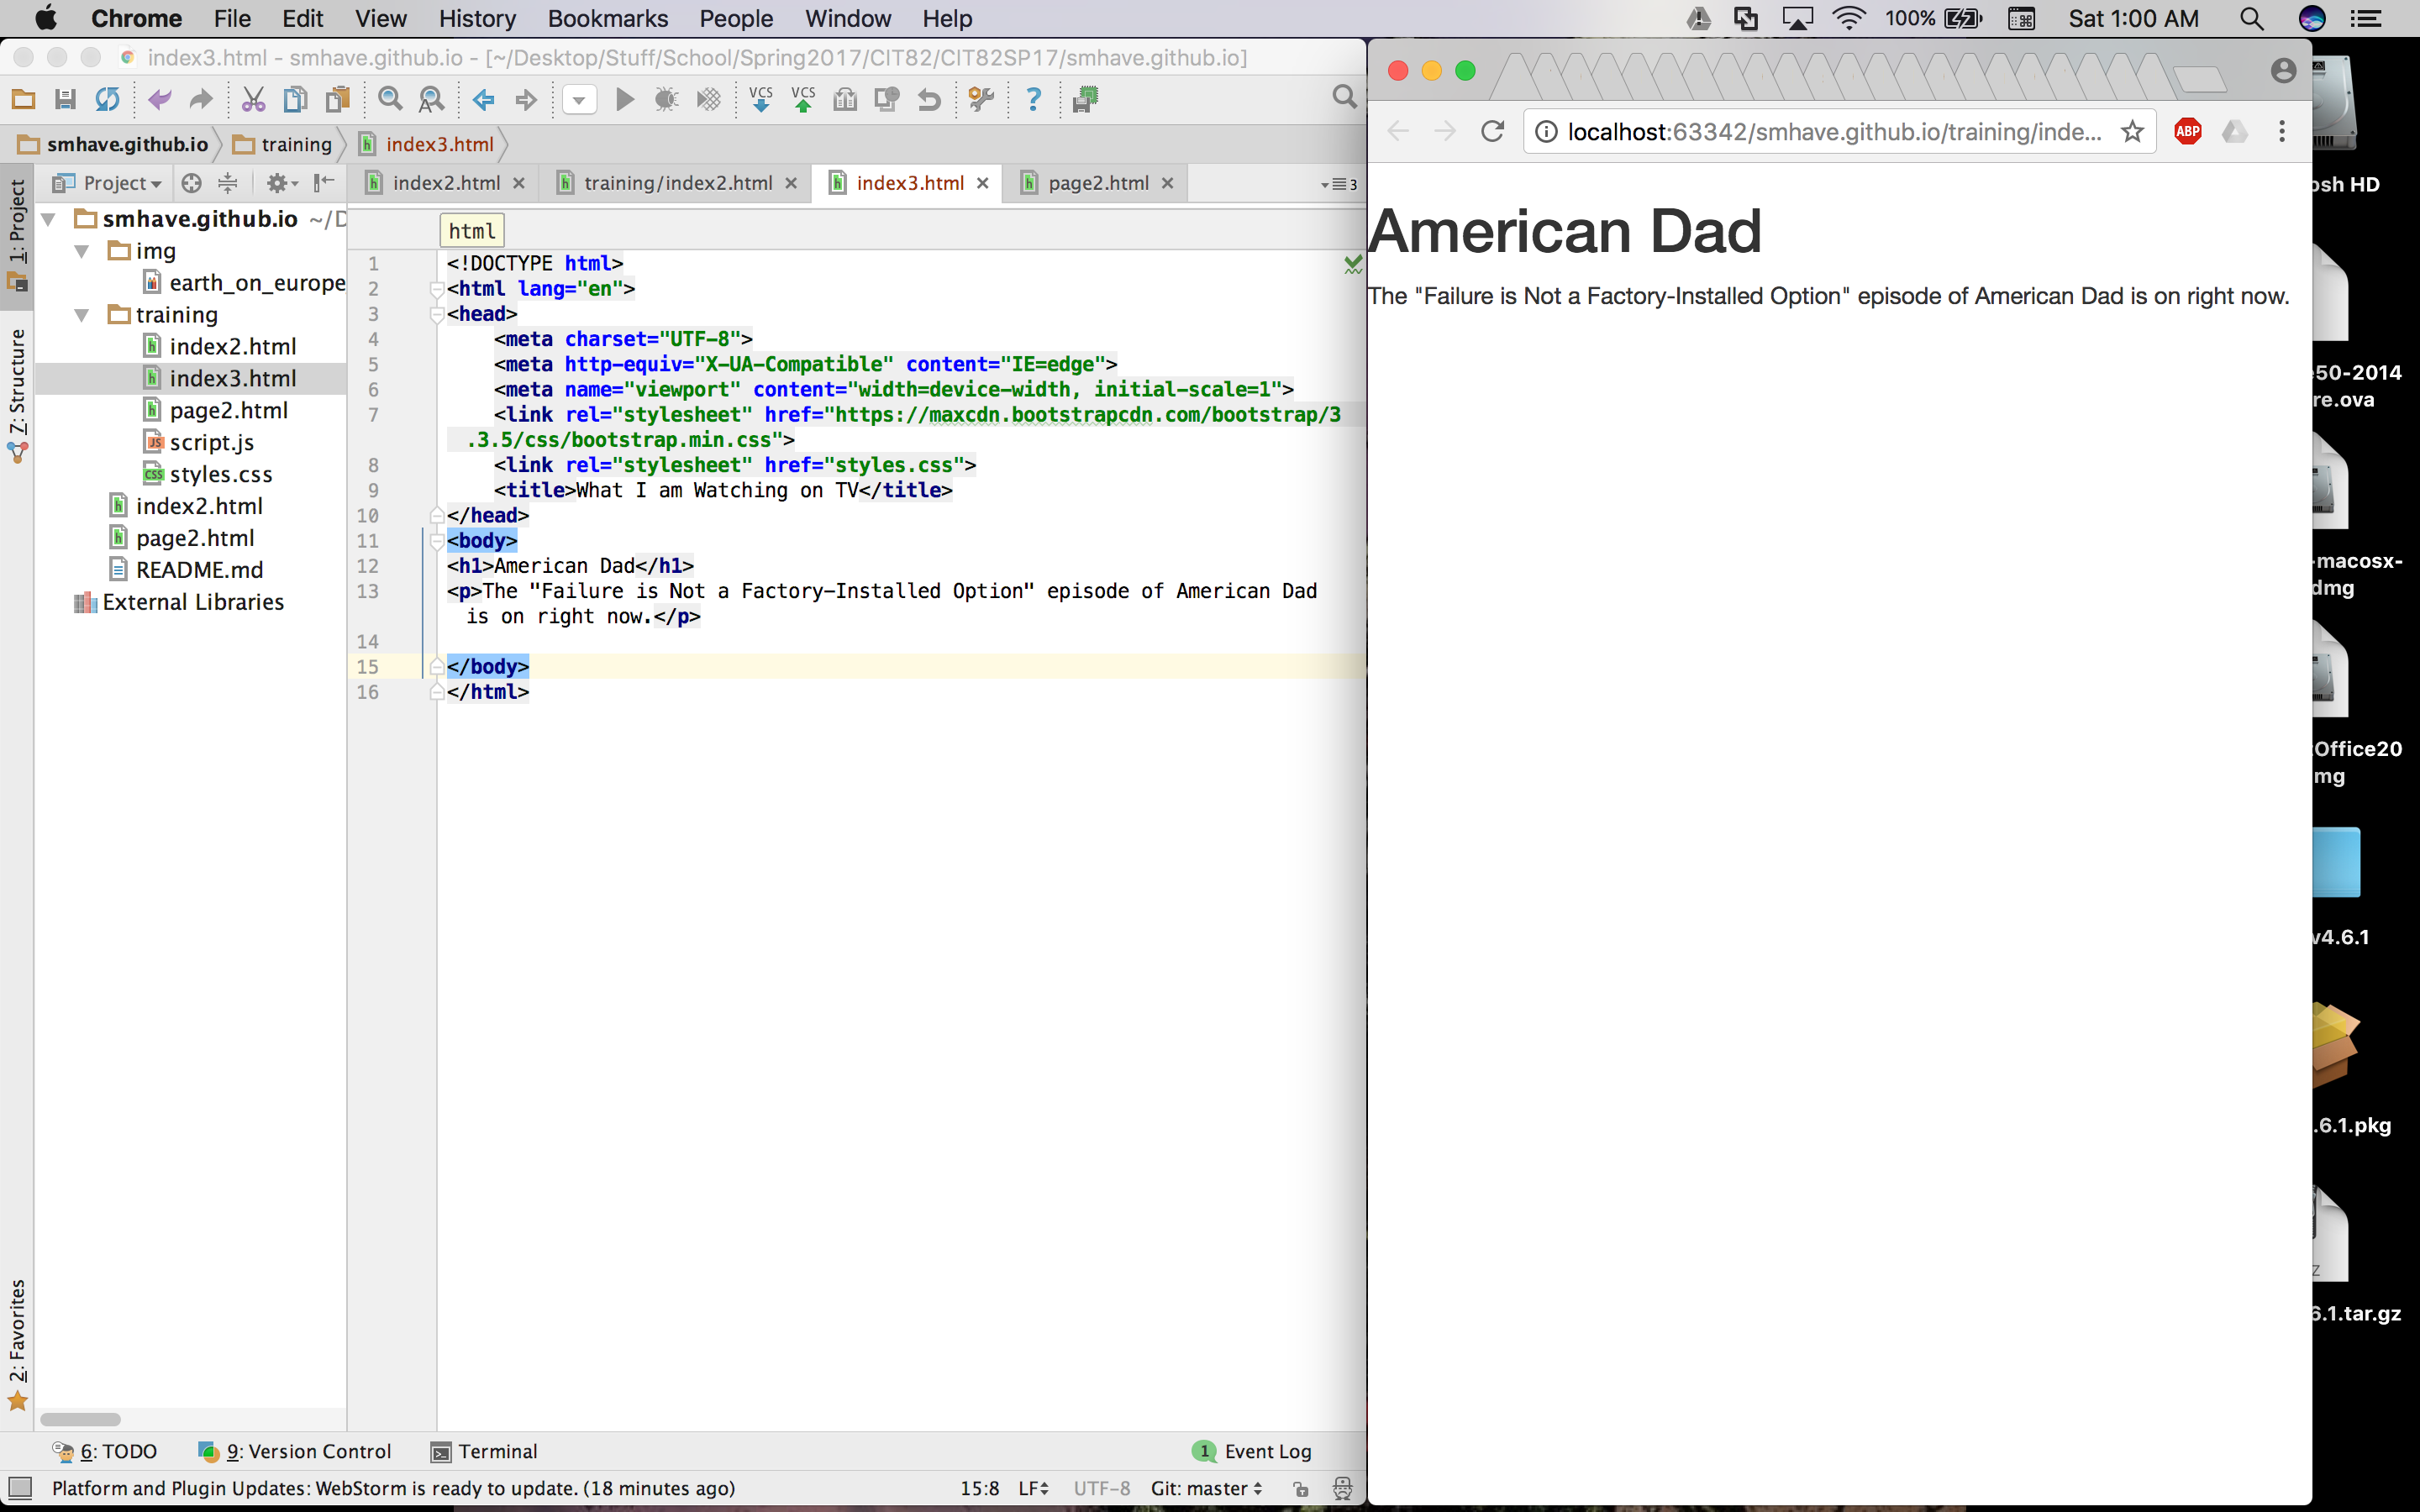 Chrome File Edit View History Bookmarks People Window Help 100% Sat 1:00 AM
index3.html - smhave.github.io - [~/Desktop/Stuff/School/Spring2017/CIT82/CIT82SP17/smhave.github.io]
VCS VCS
smhave.github.io training index3.html
Project index2.html training/index2.html index3.html page2.html 3
1: Project
7: Structure
2: Favorites
smhave.github.io ~/D
img
earth_on_europe
training
index2.html
index3.html
page2.html
script.js
styles.css
index2.html
page2.html
README.md
External Libraries
html
1 <!DOCTYPE html>
2 <html lang="en">
3 <head>
4 <meta charset="UTF-8">
5 <meta http-equiv="X-UA-Compatible" content="IE=edge">
6 <meta name="viewport" content="width=device-width, initial-scale=1">
7 <link rel="stylesheet" href="https://maxcdn.bootstrapcdn.com/bootstrap/3
.3.5/css/bootstrap.min.css">
8 <link rel="stylesheet" href="styles.css">
9 <title>What I am Watching on TV</title>
10 </head>
11 <body>
12 <h1>American Dad</h1>
13 <p>The "Failure is Not a Factory-Installed Option" episode of American Dad
is on right now.</p>
14
15 </body>
16 </html>
6: TODO 9: Version Control Terminal 1 Event Log
Platform and Plugin Updates: WebStorm is ready to update. (18 minutes ago) 15:8 LF UTF-8 Git: master
localhost:63342/smhave.github.io/training/inde... ABP
American Dad
The "Failure is Not a Factory-Installed Option" episode of American Dad is on right now.
osh HD
50-2014
re.ova
-macosx-
dmg
Office20
mg
v4.6.1
.6.1.pkg
Z
6.1.tar.gz